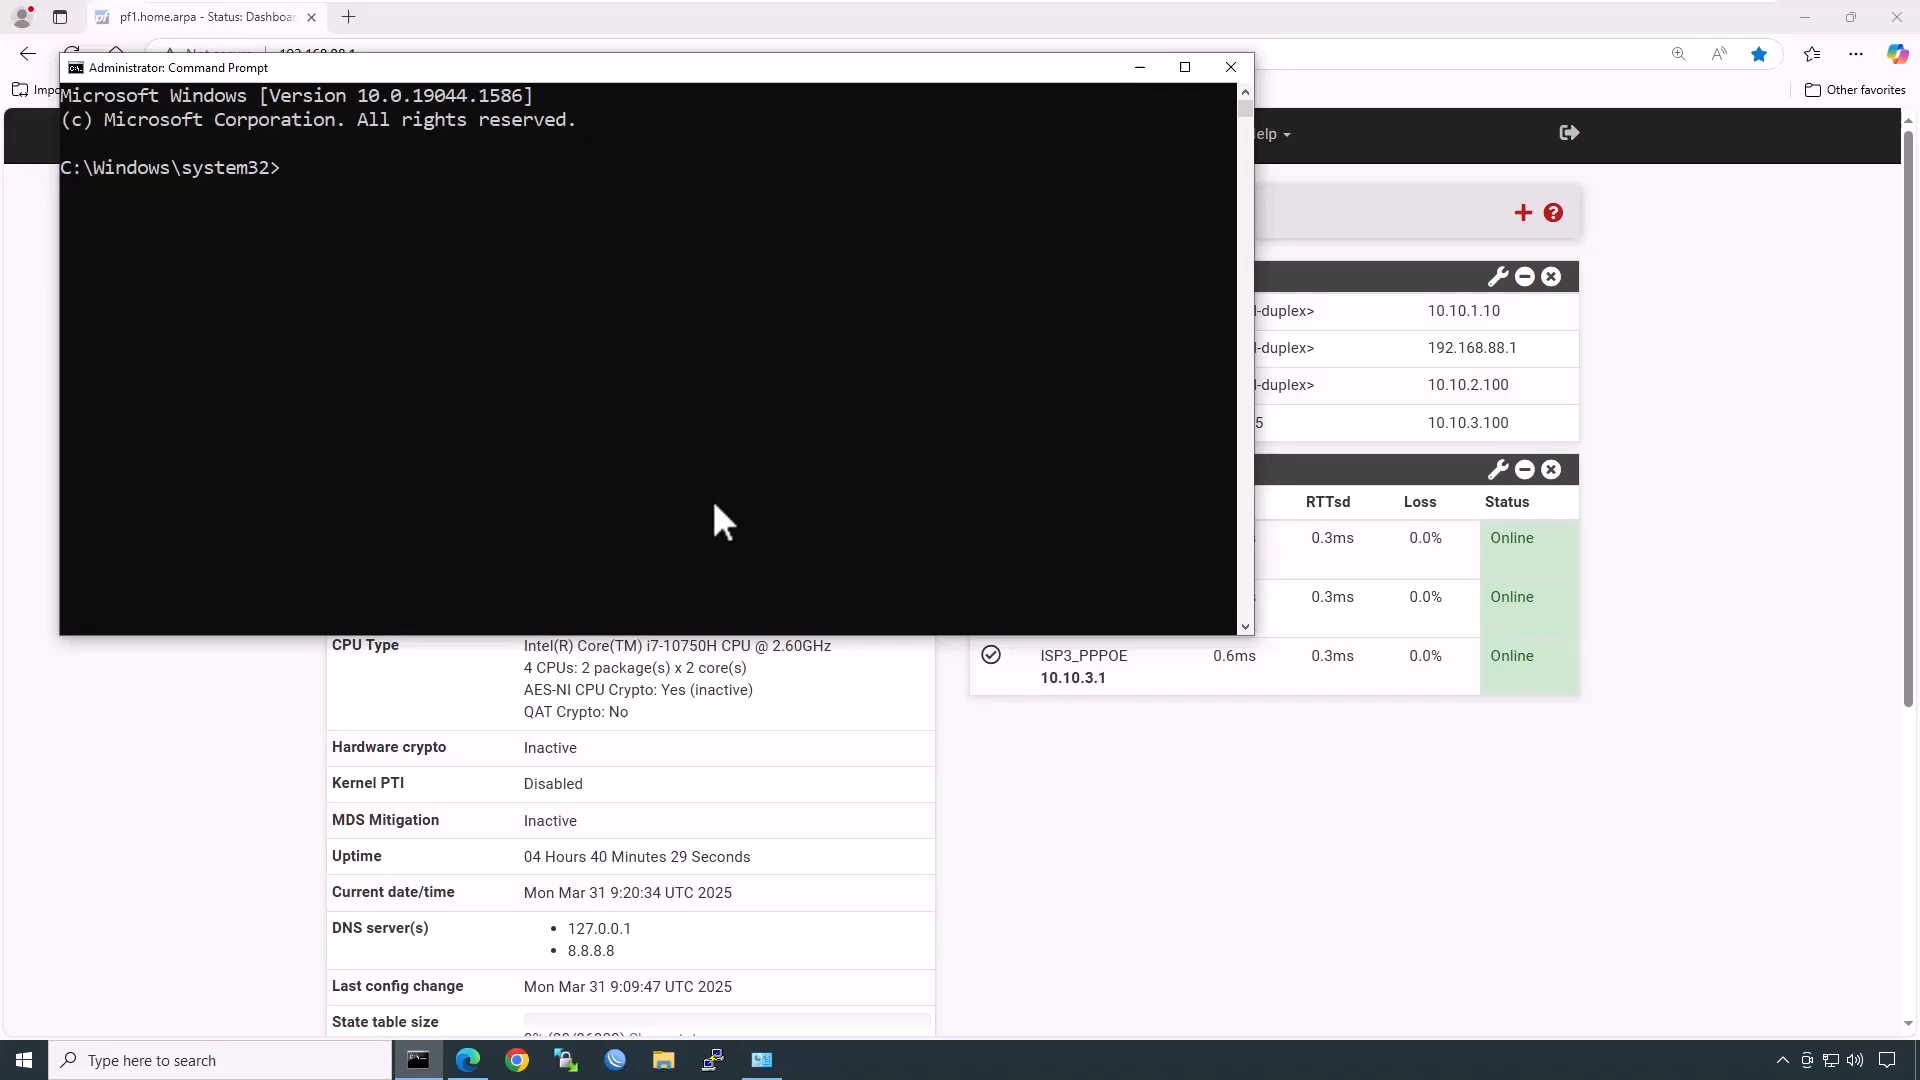 pf1.home.arpa - Status: Dashboar
Administrator: Command Prompt
Other favorites
Microsoft Windows [Version 10.0.19044.1586]
(c) Microsoft Corporation. All rights reserved.
C:\Windows\system32>
elp
l-duplex> 10.10.1.10
l-duplex> 192.168.88.1
l-duplex> 10.10.2.100
5 10.10.3.100
RTTsd Loss Status
0.3ms 0.0% Online
0.3ms 0.0% Online
ISP3_PPPOE 0.6ms 0.3ms 0.0% Online
10.10.3.1
CPU Type Intel(R) Core(TM) i7-10750H CPU @ 2.60GHz
4 CPUs: 2 package(s) x 2 core(s)
AES-NI CPU Crypto: Yes (inactive)
QAT Crypto: No
Hardware crypto Inactive
Kernel PTI Disabled
MDS Mitigation Inactive
Uptime 04 Hours 40 Minutes 29 Seconds
Current date/time Mon Mar 31 9:20:34 UTC 2025
DNS server(s)
• 127.0.0.1
• 8.8.8.8
Last config change Mon Mar 31 9:09:47 UTC 2025
State table size
Type here to search